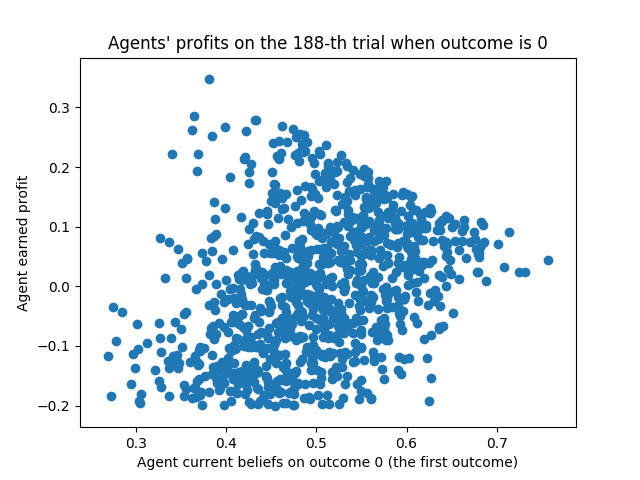 Agents' profits on the 188-th trial when outcome is 0
Agent earned profit
0.3
0.2
0.1
0.0
−0.1
−0.2
0.3 0.4 0.5 0.6 0.7
Agent current beliefs on outcome 0 (the first outcome)